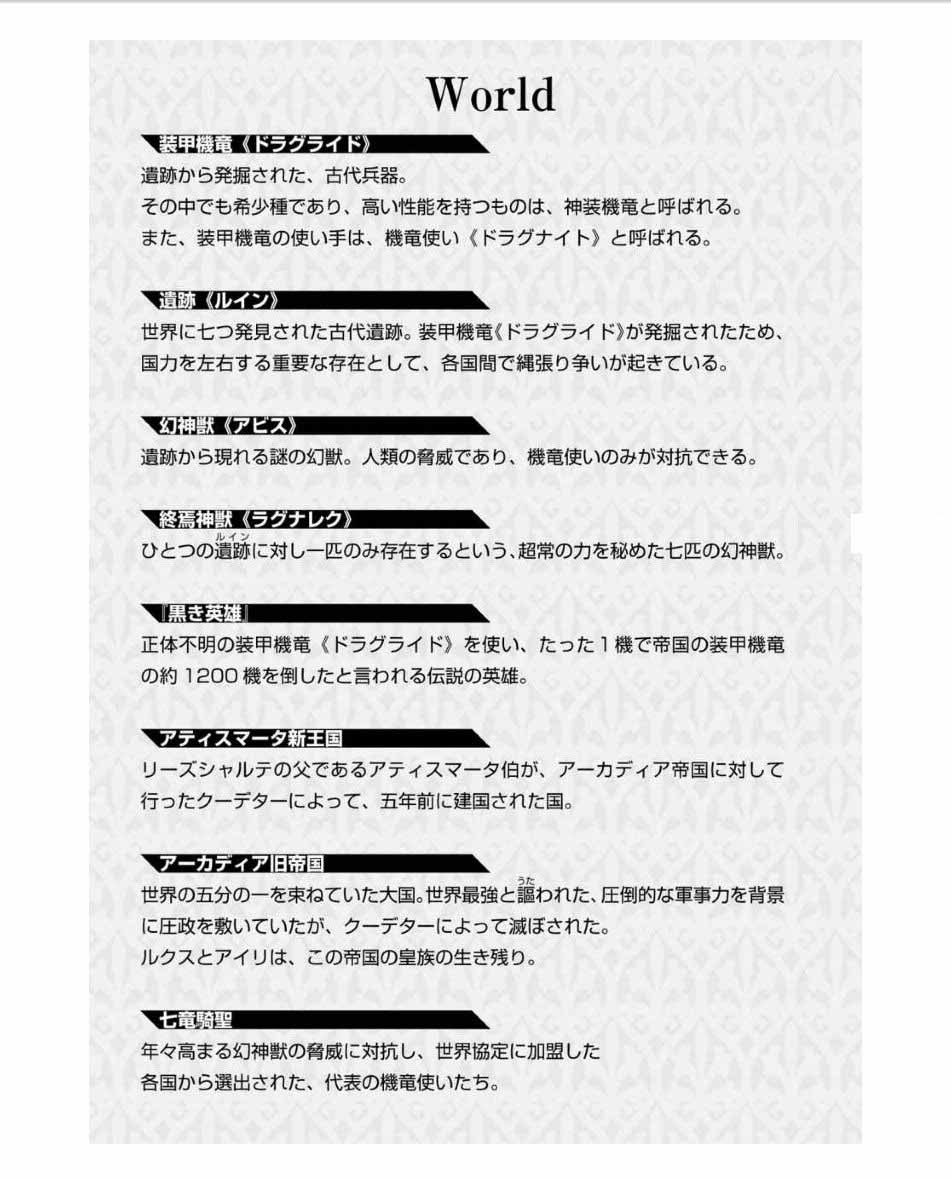 World
装甲機竜《ドラグライド》
遺跡から発掘された、古代兵器。
その中でも希少種であり、高い性能を持つものは、神装機竜と呼ばれる。
また、装甲機竜の使い手は、機竜使い《ドラグナイト》と呼ばれる。
遺跡《ルイン》
世界に七つ発見された古代遺跡。装甲機竜《ドラグライド》が発掘されたため、
国力を左右する重要な存在として、各国間で縄張り争いが起きている。
幻神獣《アビス》
遺跡から現れる謎の幻獣。人類の脅威であり、機竜使いのみが対抗できる。
終焉神獣《ラグナレク》
ルイン
ひとつの遺跡に対し一匹のみ存在するという、超常の力を秘めた七匹の幻神獣。
『黒き英雄』
正体不明の装甲機竜《ドラグライド》を使い、たった1機で帝国の装甲機竜
の約1200機を倒したと言われる伝説の英雄。
アティスマータ新王国
リーズシャルテの父であるアティスマータ伯が、アーカディア帝国に対して
行ったクーデターによって、五年前に建国された国。
アーカディア旧帝国
うた
世界の五分の一を束ねていた大国。世界最強と謳われた、圧倒的な軍事力を背景
に圧政を敷いていたが、クーデターによって滅ぼされた。
ルクスとアイリは、この帝国の皇族の生き残り。
七竜騎聖
年々高まる幻神獣の脅威に対抗し、世界協定に加盟した
各国から選出された、代表の機竜使いたち。